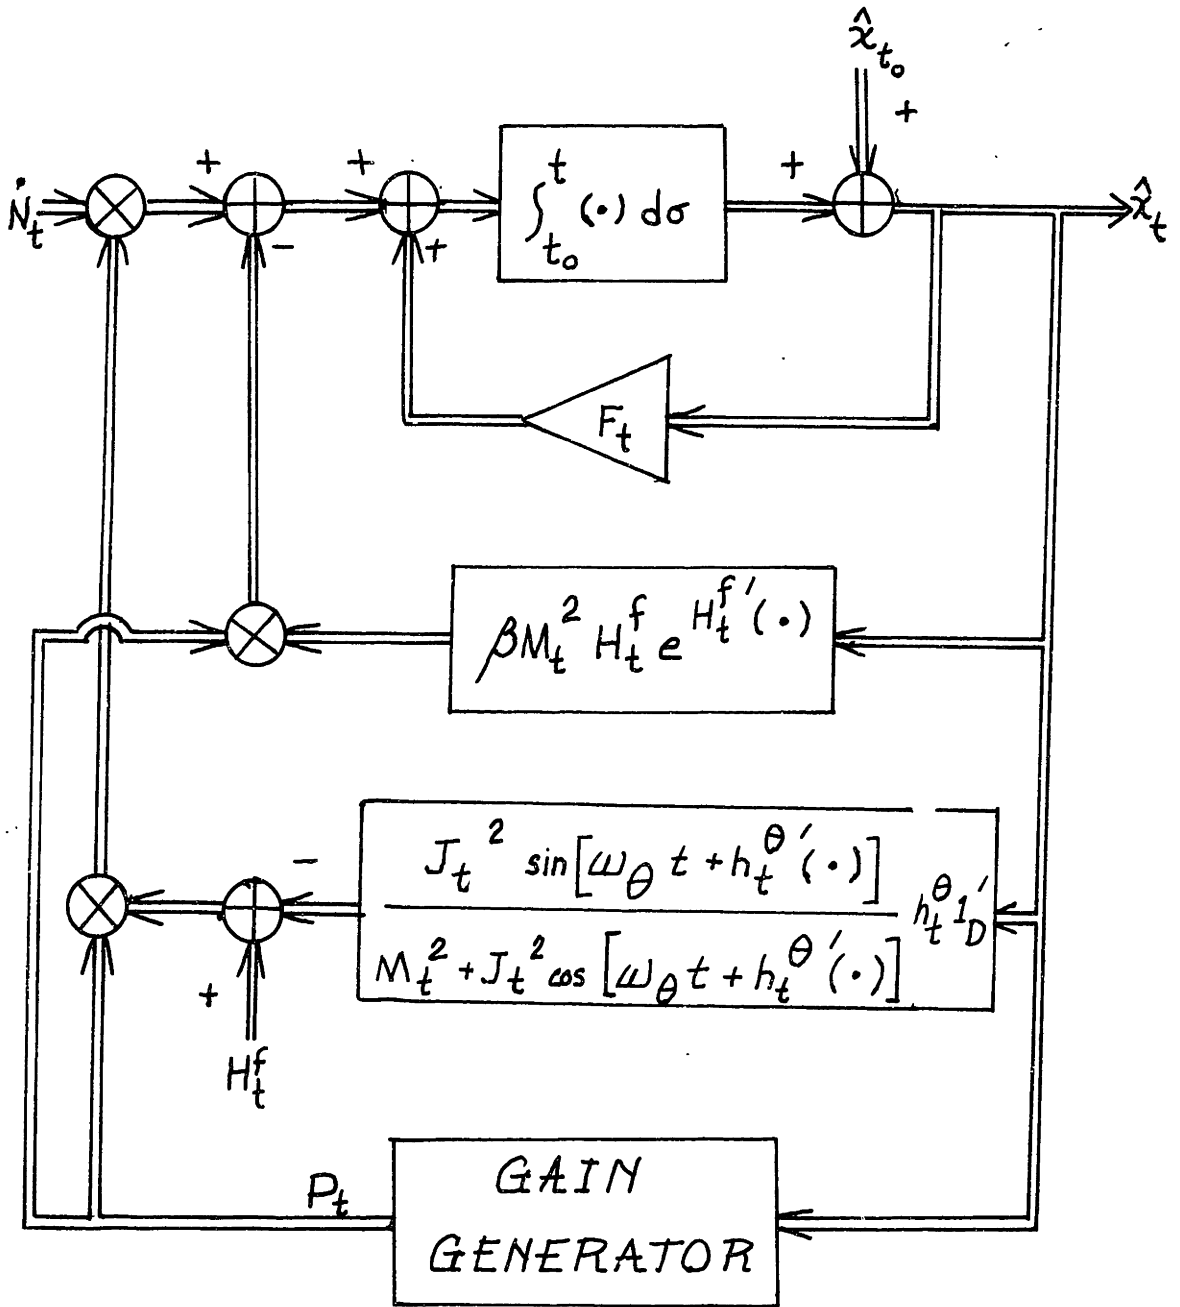 x̂_{t_0}
+
Ṅ_t
+
-
+
+
∫_{t_0}^{t} (·) dσ
+
x̂_t
F_t
βM_t^2 H_t^f e^{H_t^f'(·)}
J_t^2 sin[ω_θ t + h_t^θ'(·)]
M_t^2 + J_t^2 cos[ω_θ t + h_t^θ'(·)]
h_t^θ 1_D'
-
+
H_t^f
P_t
GAIN
GENERATOR